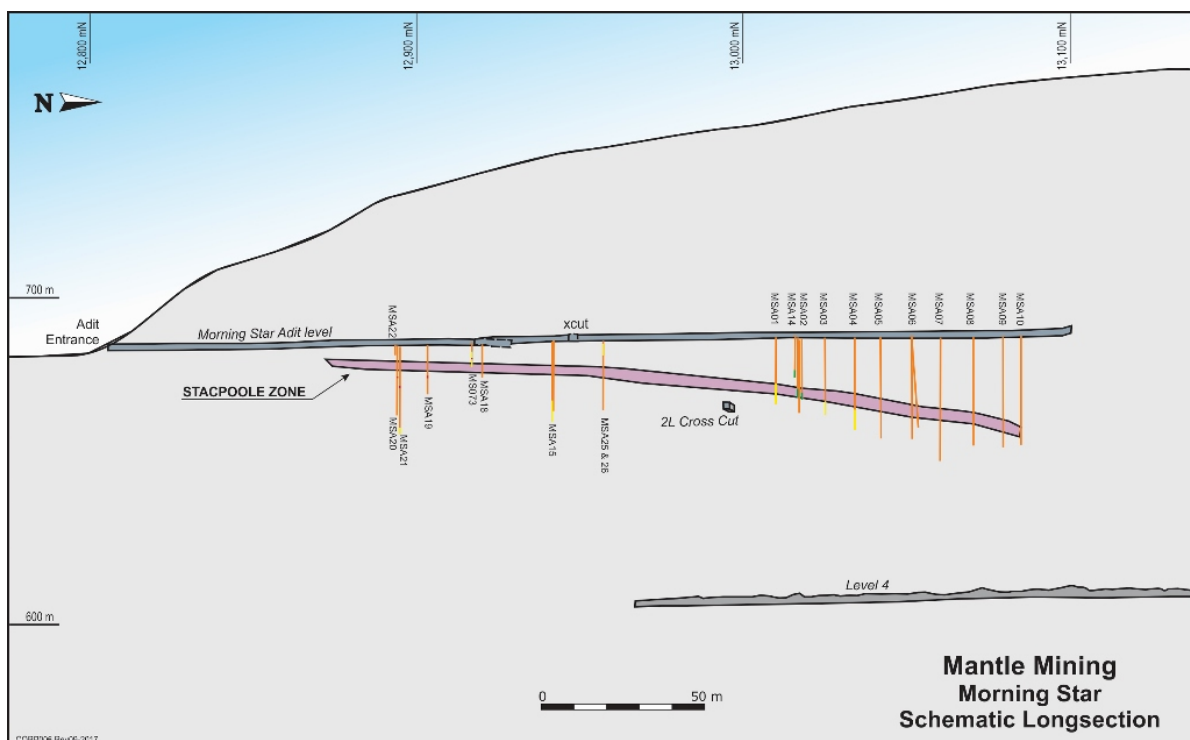 12,800 mN
12,900 mN
13,000 mN
13,100 mN
N
700 m
Adit
Entrance
Morning Star Adit level
xcut
MSA22
MSA01
MSA14
MSA02
MSA03
MSA04
MSA05
MSA06
MSA07
MSA08
MSA09
MSA10
STACPOOLE ZONE
MSA20
MSA21
MSA19
MS073
MSA18
MSA15
MSA25 & 26
2L Cross Cut
Level 4
600 m
0 50 m
Mantle Mining
Morning Star
Schematic Longsection